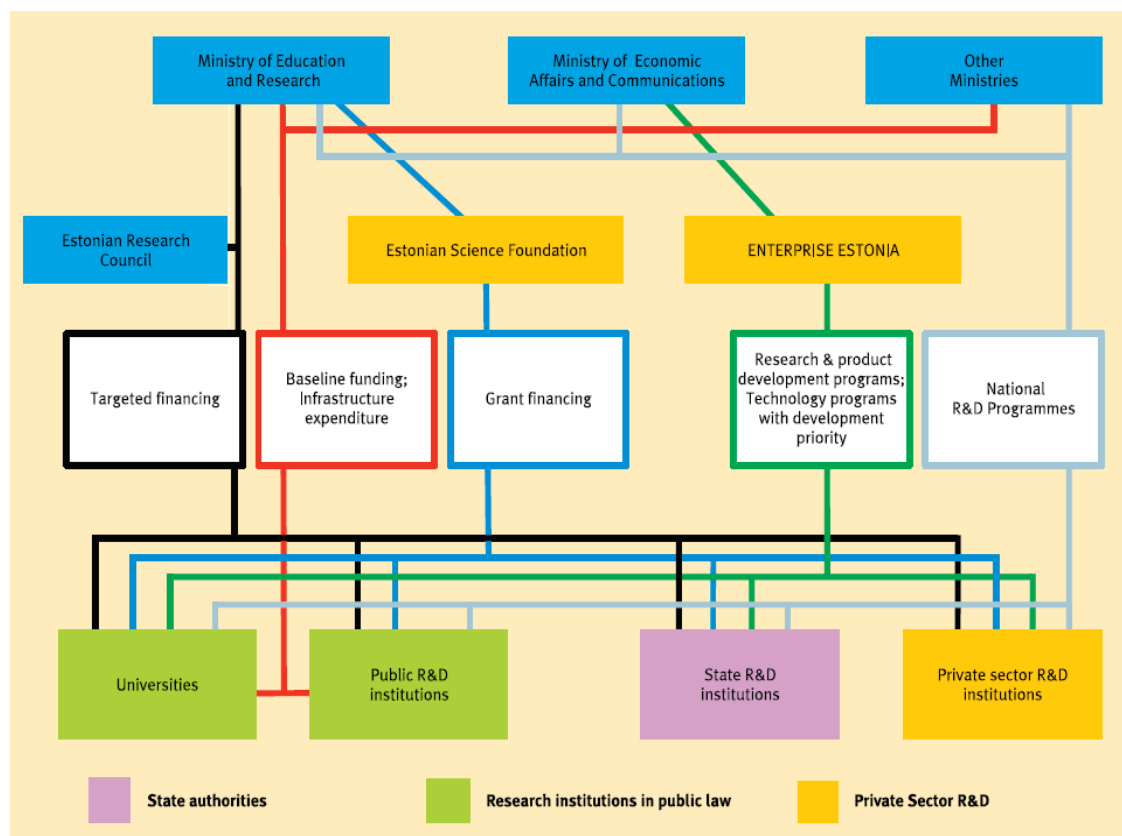 Ministry of Education
and Research
Ministry of Economic
Affairs and Communications
Other
Ministries
Estonian Research
Council
Estonian Science Foundation
ENTERPRISE ESTONIA
Targeted financing
Baseline funding;
Infrastructure
expenditure
Grant financing
Research & product
development programs;
Technology programs
with development
priority
National
R&D Programmes
Universities
Public R&D
institutions
State R&D
institutions
Private sector R&D
institutions
State authorities
Research institutions in public law
Private Sector R&D